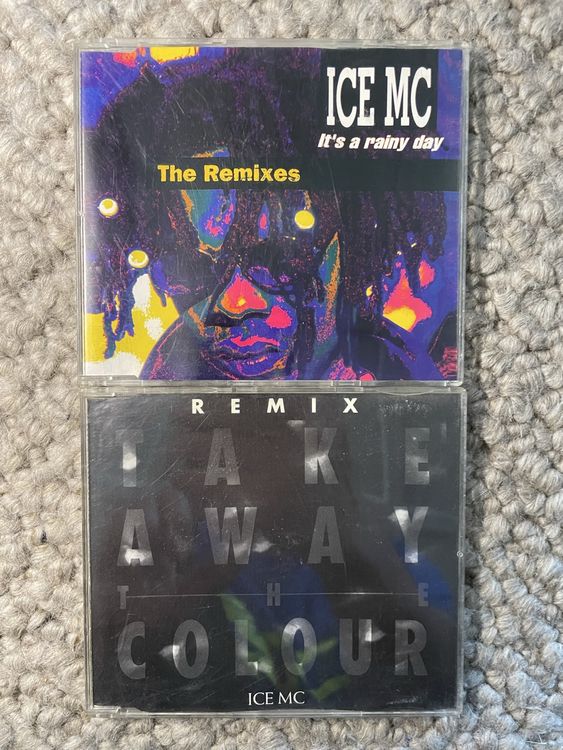 ICE MC
It's a rainy day
The Remixes
REMIX
TAKE
AWAY
THE
COLOUR
ICE MC